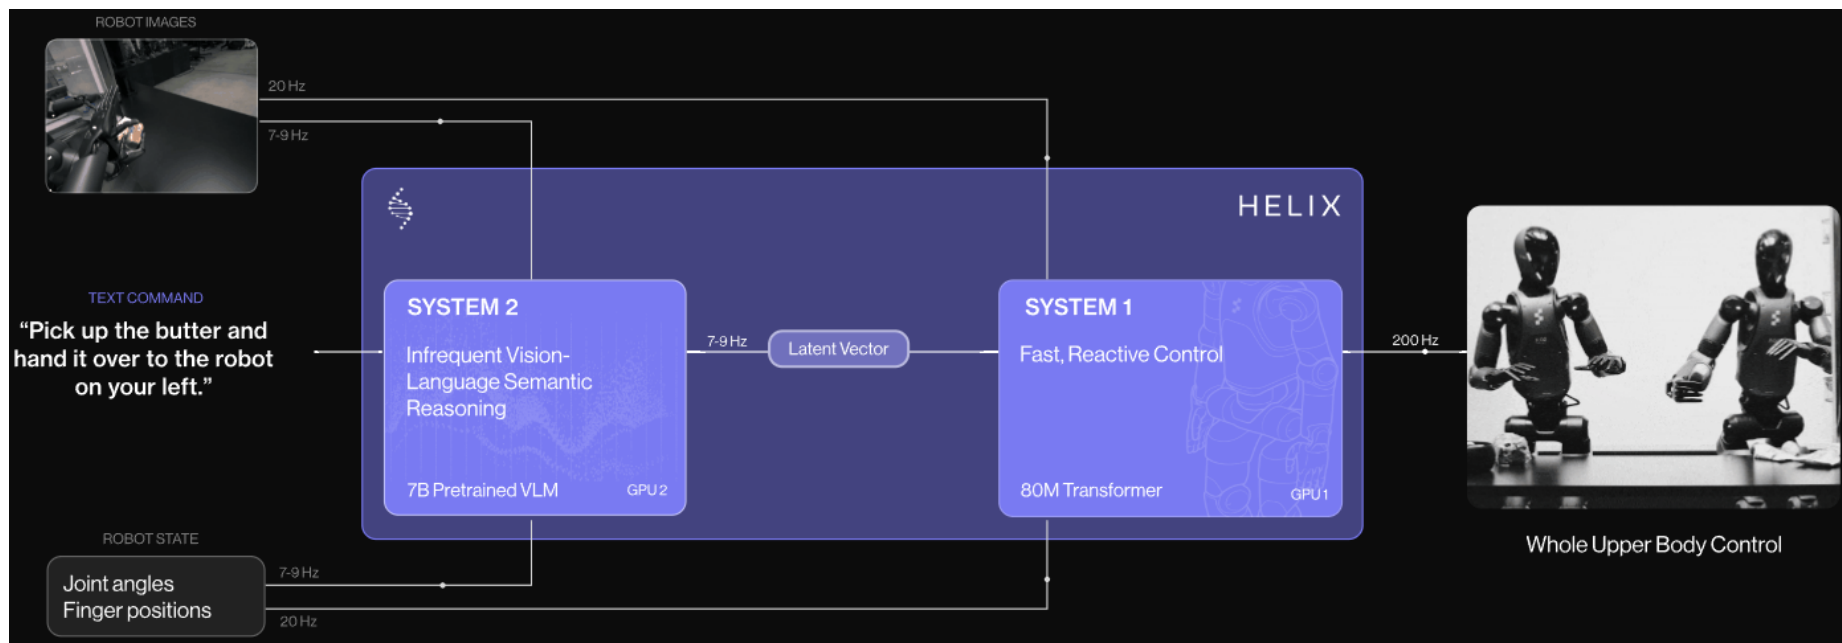 ROBOT IMAGES
20 Hz
7-9 Hz
HELIX
TEXT COMMAND
“Pick up the butter and
hand it over to the robot
on your left.”
SYSTEM 2
Infrequent Vision-
Language Semantic
Reasoning
7B Pretrained VLM
GPU 2
7-9 Hz
Latent Vector
SYSTEM 1
Fast, Reactive Control
80M Transformer
GPU 1
200 Hz
Whole Upper Body Control
ROBOT STATE
Joint angles
Finger positions
7-9 Hz
20 Hz